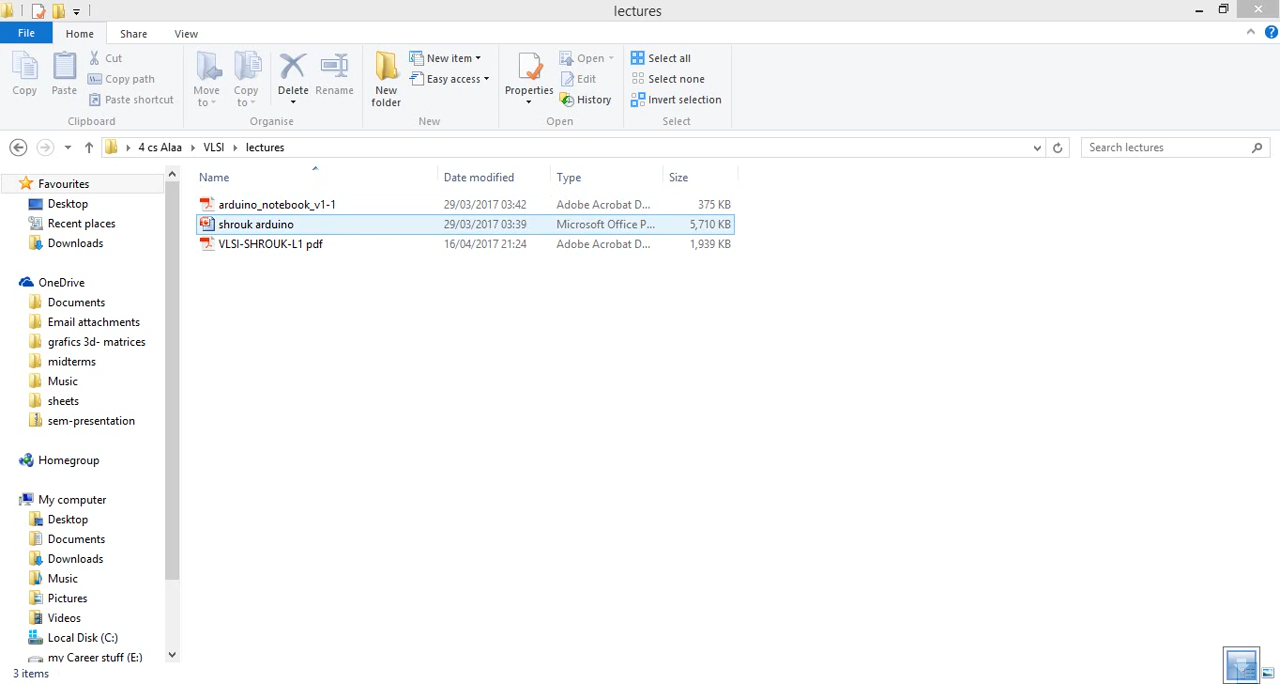 lectures
File Home Share View
Copy
Paste
Cut
Copy path
Paste shortcut
Clipboard
Move to
Copy to
Delete
Rename
Organise
New folder
New item
Easy access
New
Properties
Open
Edit
History
Open
Select all
Select none
Invert selection
Select
4 cs Alaa VLSI lectures
Search lectures
Favourites
Desktop
Recent places
Downloads
OneDrive
Documents
Email attachments
grafics 3d- matrices
midterms
Music
sheets
sem-presentation
Homegroup
My computer
Desktop
Documents
Downloads
Music
Pictures
Videos
Local Disk (C:)
my Career stuff (E:)
Name Date modified Type Size
arduino_notebook_v1-1 29/03/2017 03:42 Adobe Acrobat D... 375 KB
shrouk arduino 29/03/2017 03:39 Microsoft Office P... 5,710 KB
VLSI-SHROUK-L1 pdf 16/04/2017 21:24 Adobe Acrobat D... 1,939 KB
3 items